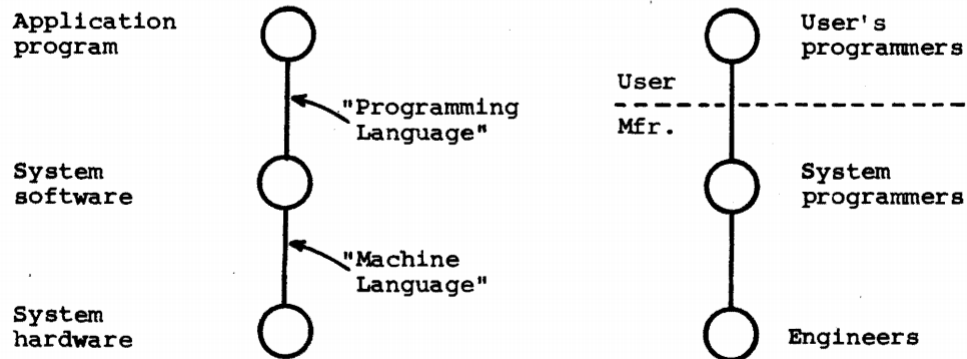 Application
program
"Programming
Language"
System
software
"Machine
Language"
System
hardware
User's
programmers
User
Mfr.
System
programmers
Engineers